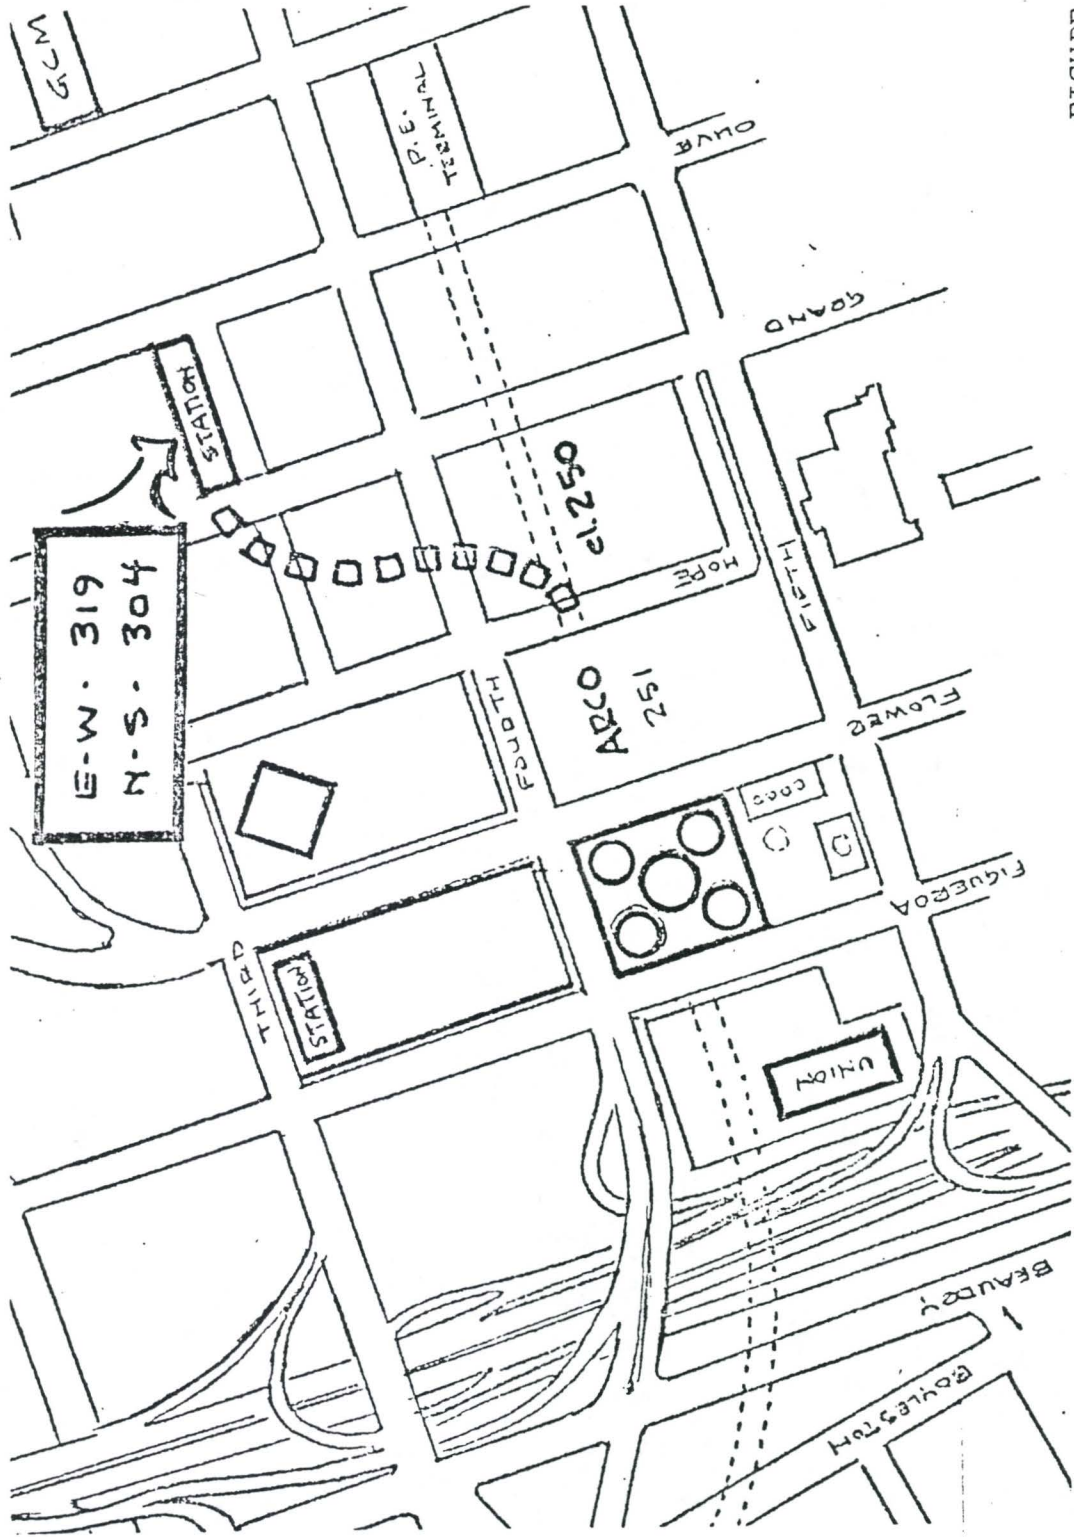 FIGURE
GCM
P.E.
TERMINAL
OLIVE
GRAND
STATION
el. 250
E-W. 319
N-S. 304
HOPE
FIFTH
ARCO
251
FOURTH
FLOWER
FIGUEROA
THIRD
STATION
UNION
BEAUDRY
BOYLESTON